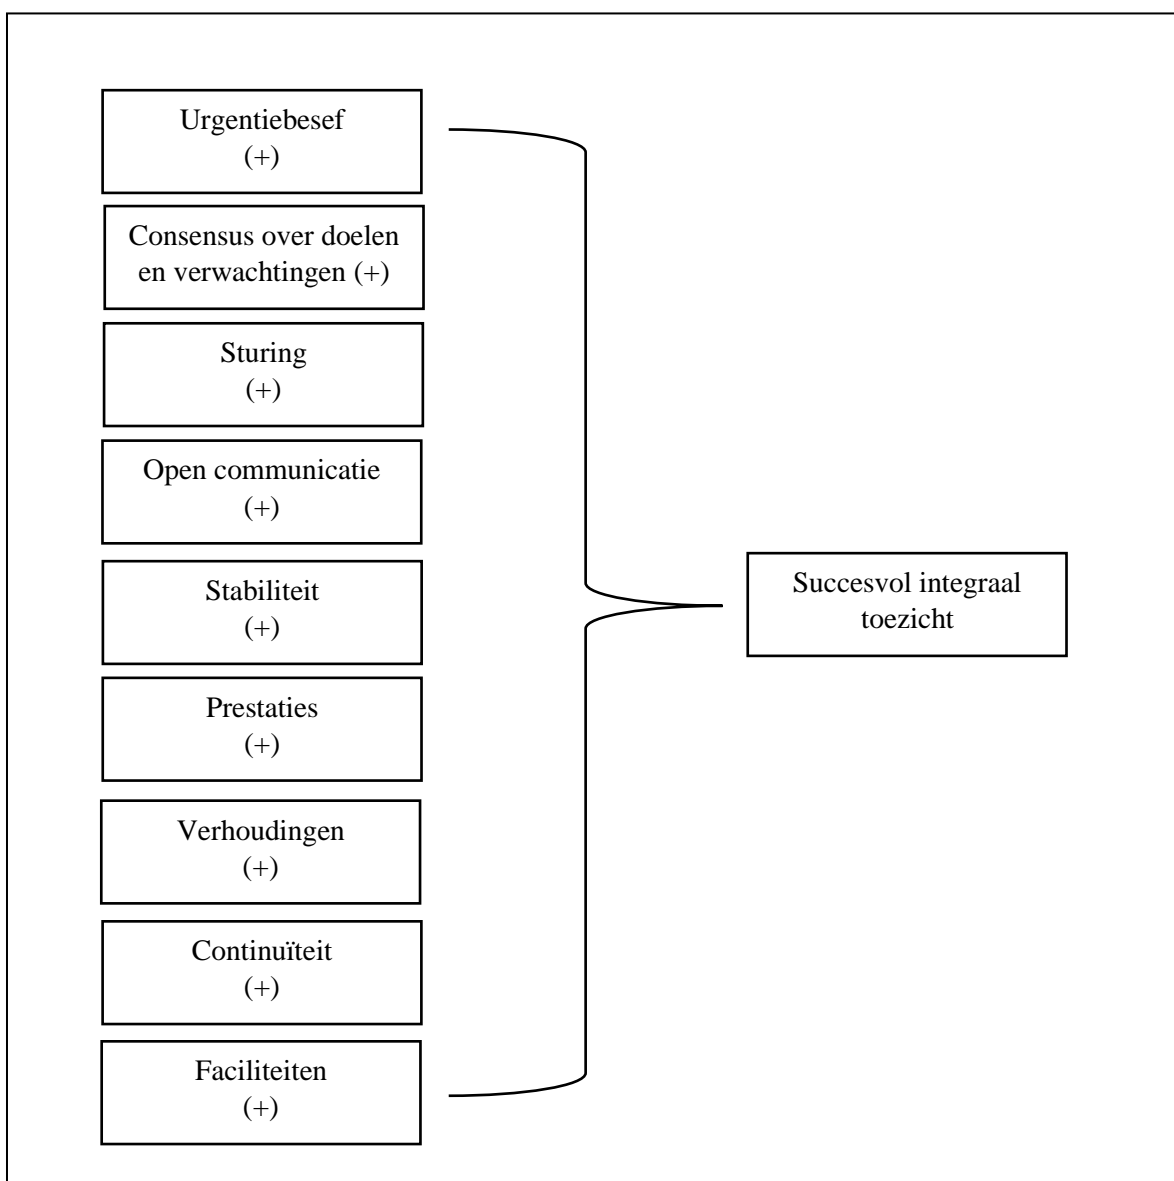 Urgentiebesef
(+)
Consensus over doelen
en verwachtingen (+)
Sturing
(+)
Open communicatie
(+)
Stabiliteit
(+)
Prestaties
(+)
Verhoudingen
(+)
Continuïteit
(+)
Faciliteiten
(+)
Succesvol integraal
toezicht